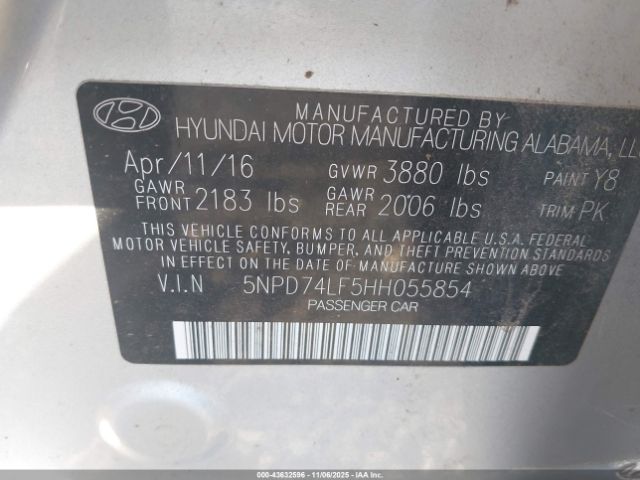 MANUFACTURED BY
HYUNDAI MOTOR MANUFACTURING ALABAMA, LLC
Apr/11/16 GVWR 3880 lbs PAINT Y8
GAWR FRONT 2183 lbs GAWR REAR 2006 lbs TRIM PK
THIS VEHICLE CONFORMS TO ALL APPLICABLE U.S.A. FEDERAL
MOTOR VEHICLE SAFETY, BUMPER, AND THEFT PREVENTION STANDARDS
IN EFFECT ON THE DATE OF MANUFACTURE SHOWN ABOVE.
V.I.N 5NPD74LF5HH055854
PASSENGER CAR
000-43632596 - 11/06/2025 - COPYRIGHT IAA, LLC.